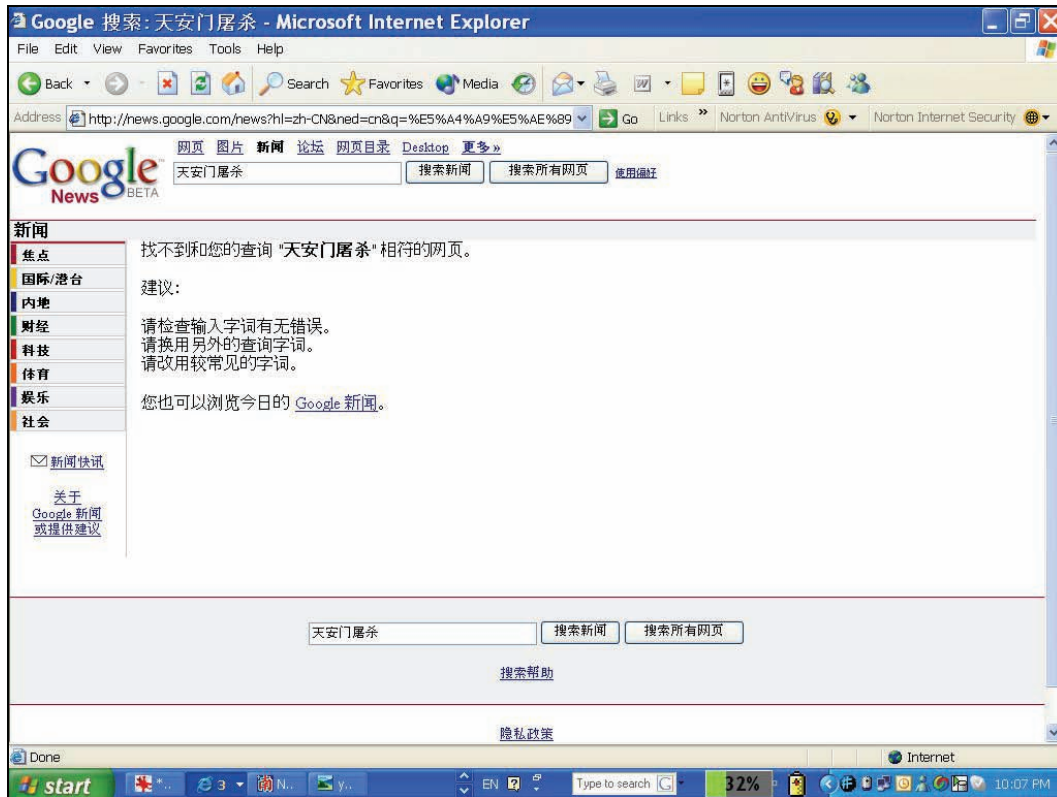 Google 搜索: 天安门屠杀 - Microsoft Internet Explorer
File Edit View Favorites Tools Help
Back Search Favorites Media
Address http://news.google.com/news?hl=zh-CN&ned=cn&q=%E5%A4%A9%E5%AE%89 Go Links » Norton AntiVirus Norton Internet Security
网页 图片 新闻 论坛 网页目录 Desktop 更多»
Google News BETA
天安门屠杀 搜索新闻 搜索所有网页 使用偏好
新闻
焦点
国际/港台
内地
财经
科技
体育
娱乐
社会
新闻快讯
关于
Google 新闻
或提供建议
找不到和您的查询 "天安门屠杀" 相符的网页。
建议:
请检查输入字词有无错误。
请换用另外的查询字词。
请改用较常见的字词。
您也可以浏览今日的 Google 新闻。
天安门屠杀 搜索新闻 搜索所有网页
搜索帮助
隐私政策
Done Internet
start 3 N.. y.. EN Type to search 32% 10:07 PM